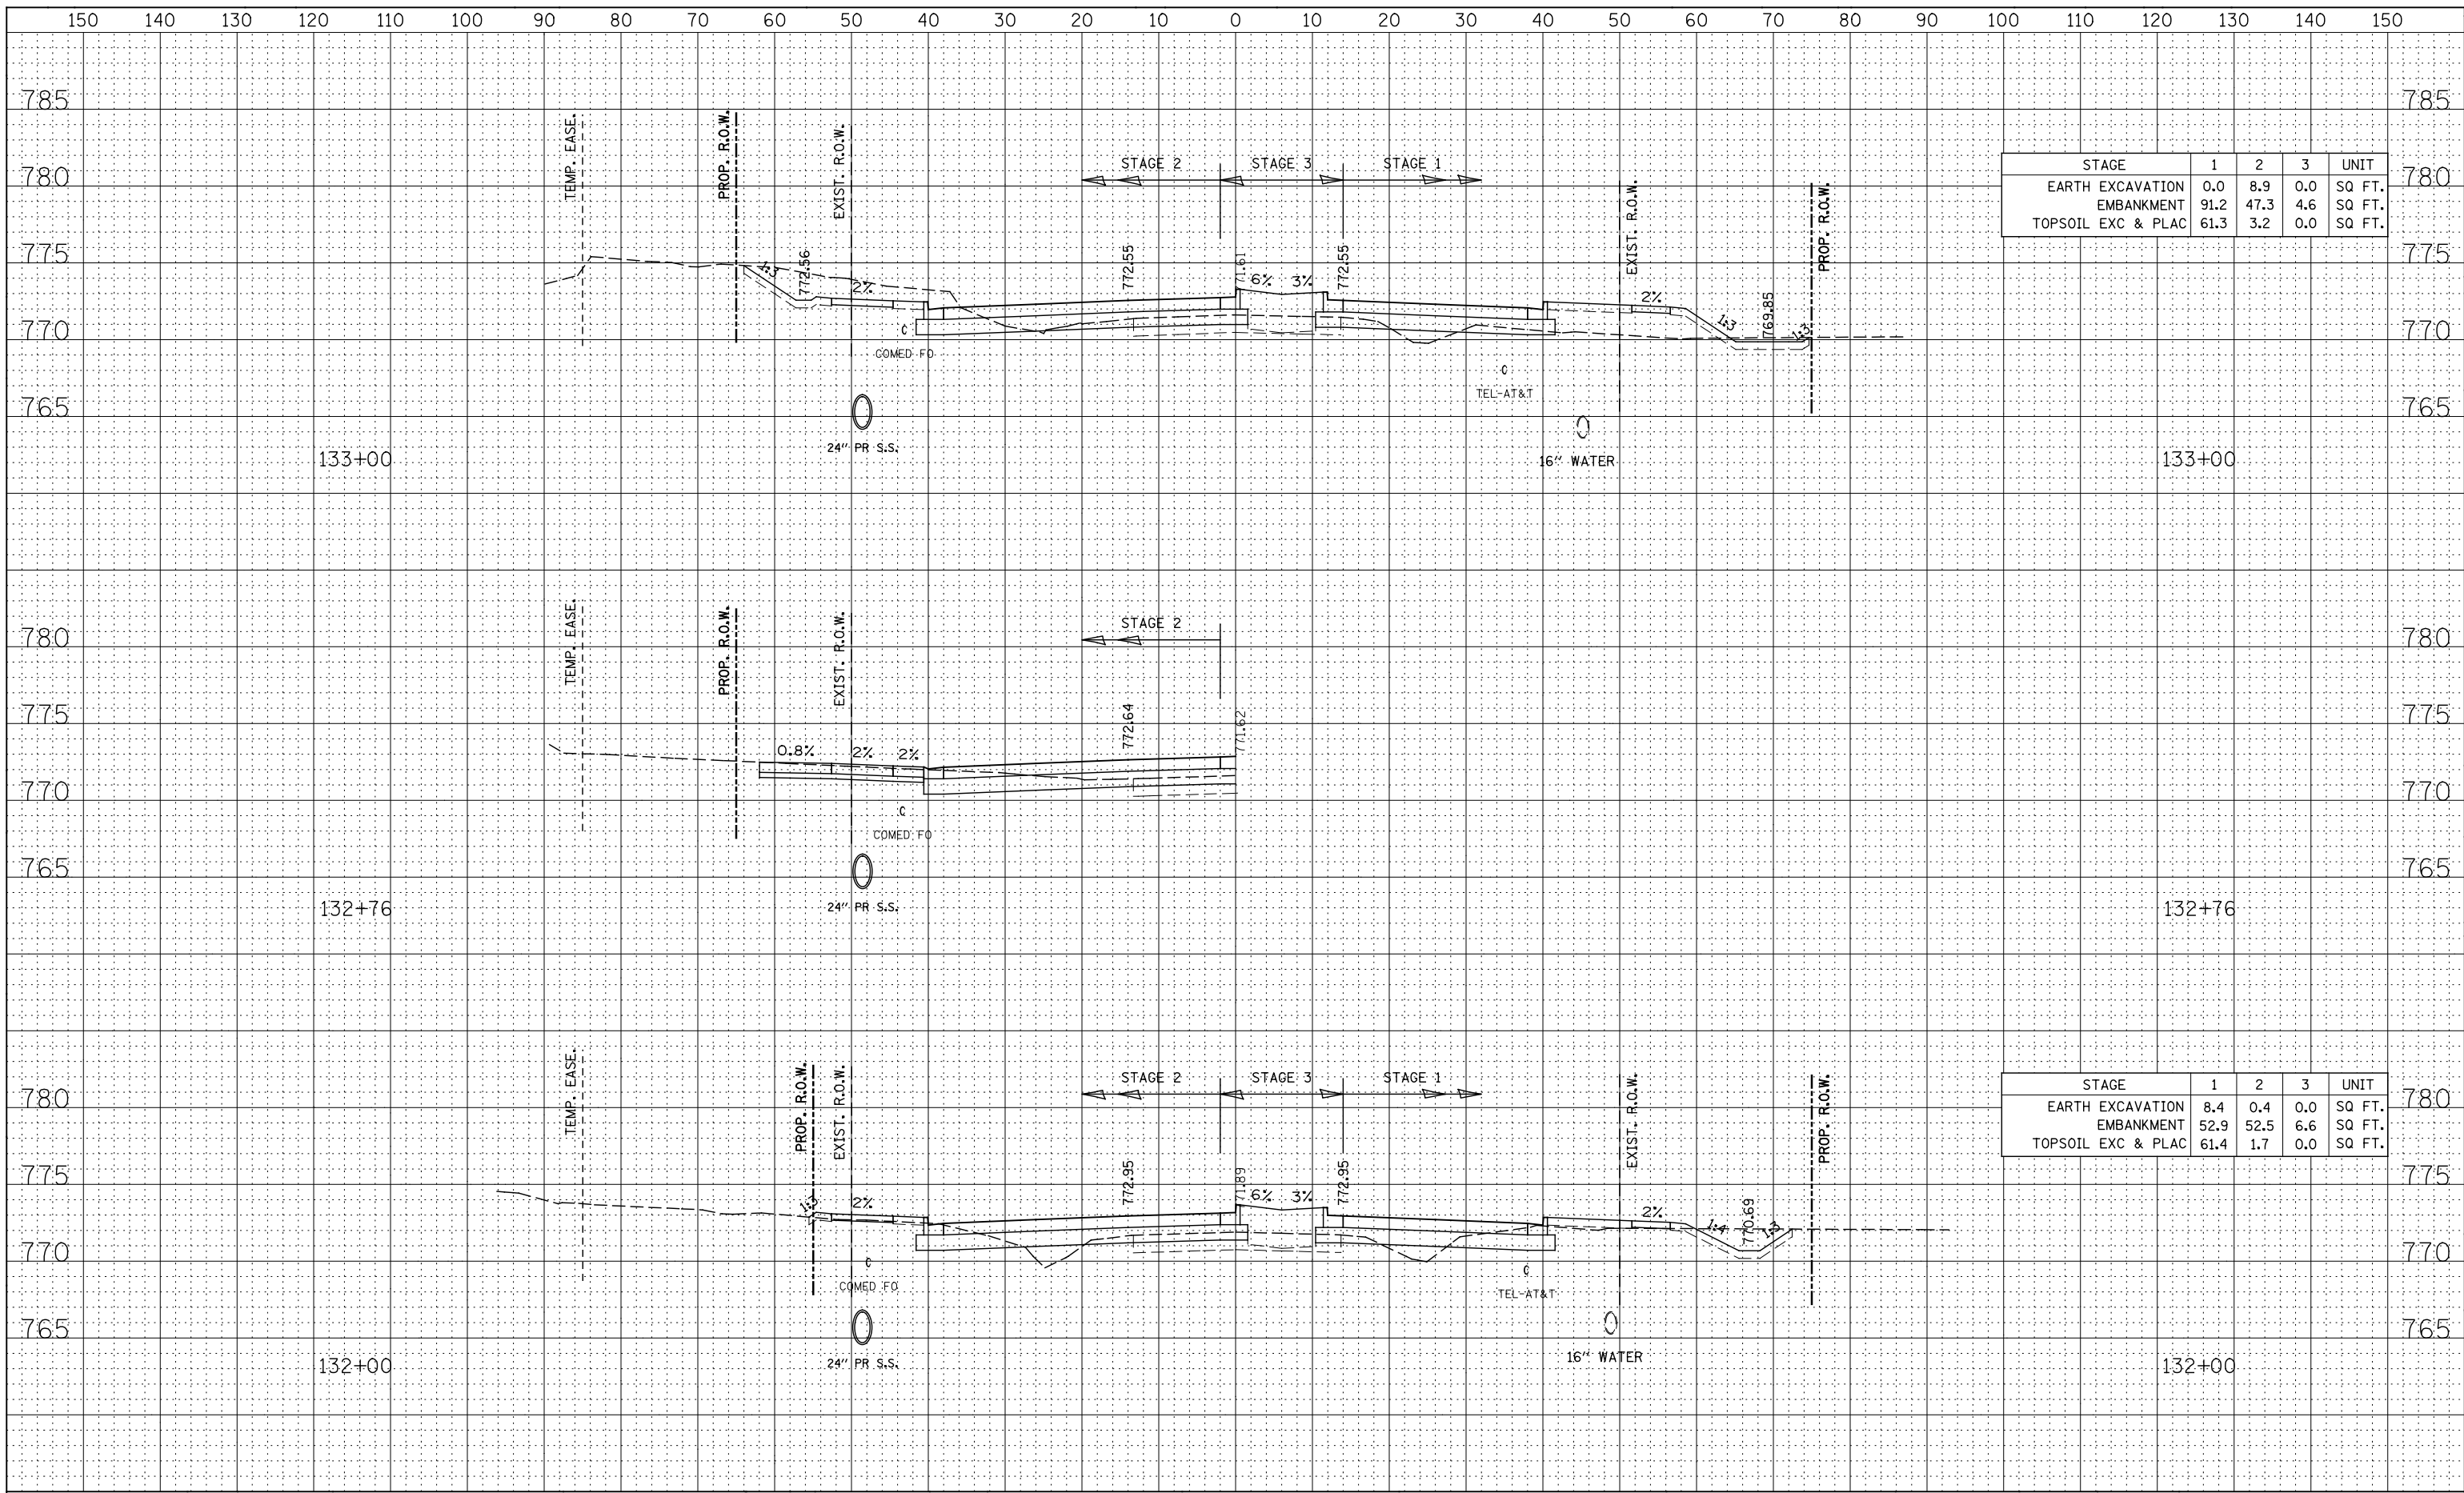 150 140 130 120 110 100 90 80 70 60 50 40 30 20 10 0 10 20 30 40 50 60 70 80 90 100 110 120 130 140 150
785 785
TEMP. EASE.
PROP. R.O.W.
EXIST. R.O.W.
STAGE 2 STAGE 3 STAGE 1
EXIST. R.O.W.
PROP. R.O.W.
STAGE 1 2 3 UNIT
EARTH EXCAVATION 0.0 8.9 0.0 SQ FT.
EMBANKMENT 91.2 47.3 4.6 SQ FT.
TOPSOIL EXC & PLAC 61.3 3.2 0.0 SQ FT.
780 780
775 775
1:3 772.56 2% 772.55 771.61 6% 3% 772.55 2% 1:3 769.85 1:3
770 770
COMED FO
TEL-AT&T
765 765
24" PR S.S.
16" WATER
133+00 133+00
TEMP. EASE.
PROP. R.O.W.
EXIST. R.O.W.
STAGE 2
780 780
775 775
0.8% 2% 2% 772.64 771.62
770 770
COMED FO
765 765
24" PR S.S.
132+76 132+76
TEMP. EASE.
PROP. R.O.W.
EXIST. R.O.W.
STAGE 2 STAGE 3 STAGE 1
EXIST. R.O.W.
PROP. R.O.W.
STAGE 1 2 3 UNIT
EARTH EXCAVATION 8.4 0.4 0.0 SQ FT.
EMBANKMENT 52.9 52.5 6.6 SQ FT.
TOPSOIL EXC & PLAC 61.4 1.7 0.0 SQ FT.
780 780
775 775
2% 772.95 771.89 6% 3% 772.95 2% 1:4 770.69 1:3
770 770
COMED FO
TEL-AT&T
765 765
24" PR S.S.
16" WATER
132+00 132+00